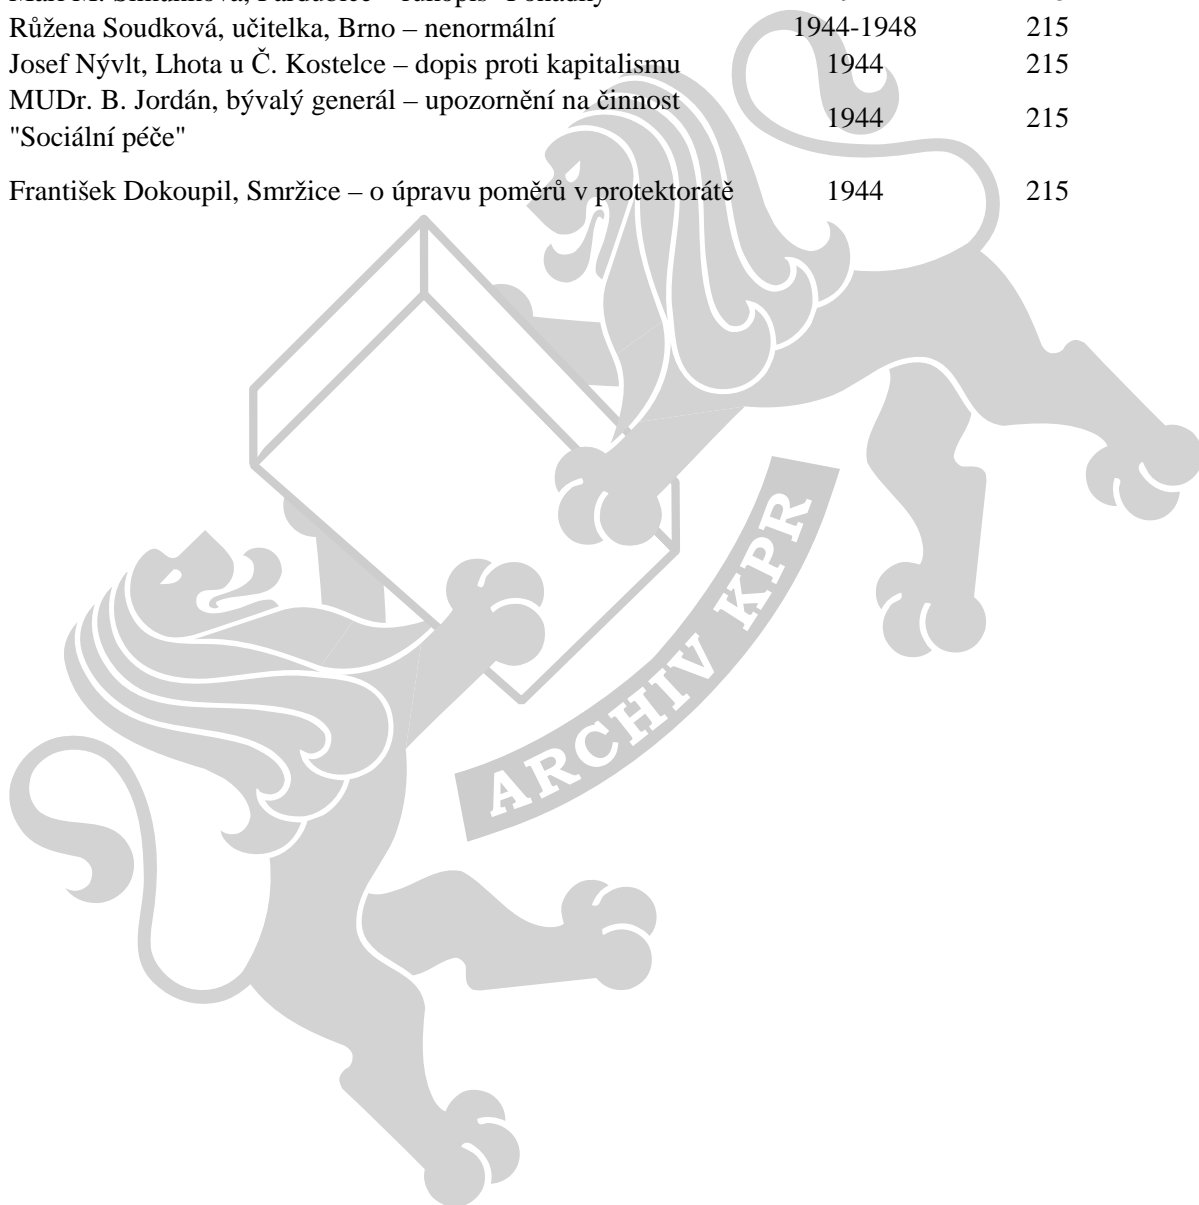 Pardubice – rukopis
Růžena Soudková, učitelka, Brno – nenormální 1944-1948 215
Josef Nývlt, Lhota u Č. Kostelce – dopis proti kapitalismu 1944 215
MUDr. B. Jordán, bývalý generál – upozornění na činnost
"Sociální péče" 1944 215
František Dokoupil, Smržice – o úpravu poměrů v protektorátě 1944 215
ARCHIV KPR